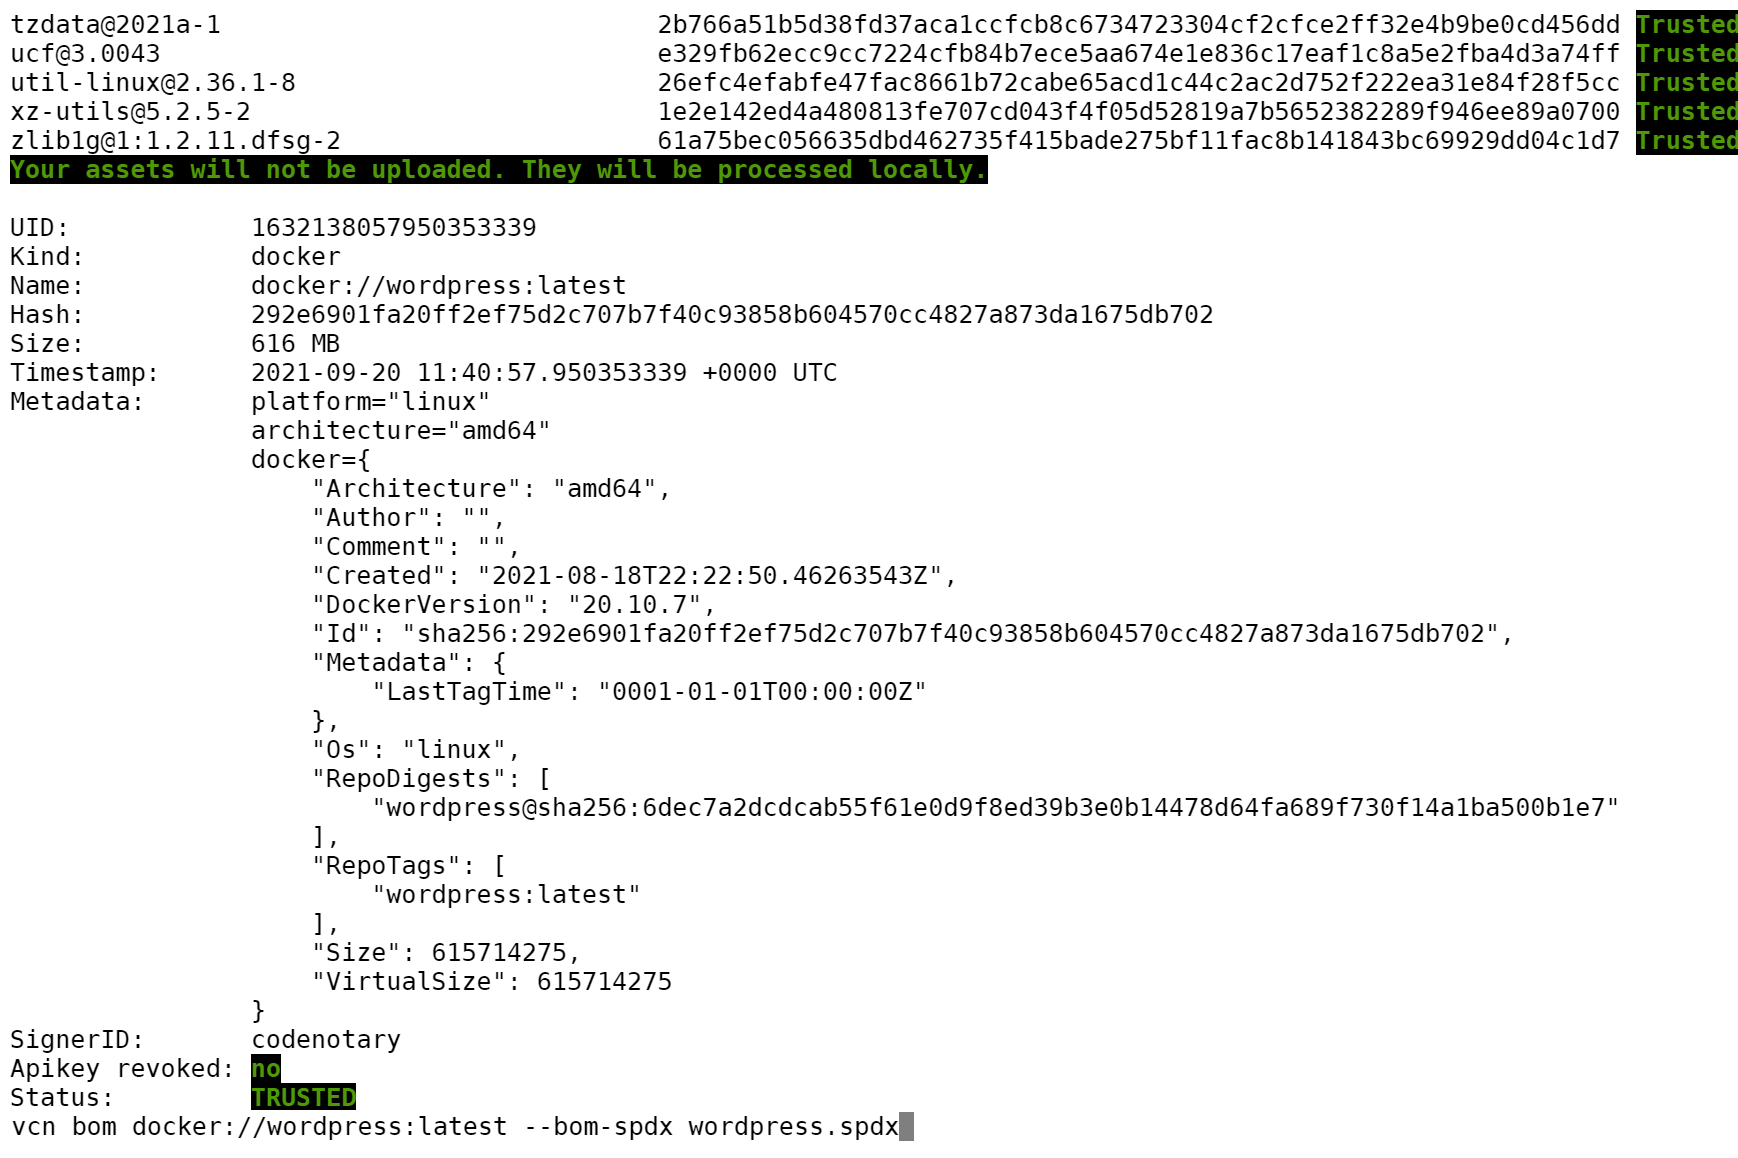 tzdata@2021a-1 2b766a51b5d38fd37aca1ccfcb8c6734723304cf2cfce2ff32e4b9be0cd456dd Trusted
ucf@3.0043 e329fb62ecc9cc7224cfb84b7ece5aa674e1e836c17eaf1c8a5e2fba4d3a74ff Trusted
util-linux@2.36.1-8 26efc4efabfe47fac8661b72cabe65acd1c44c2ac2d752f222ea31e84f28f5cc Trusted
xz-utils@5.2.5-2 1e2e142ed4a480813fe707cd043f4f05d52819a7b5652382289f946ee89a0700 Trusted
zlib1g@1:1.2.11.dfsg-2 61a75bec056635dbd462735f415bade275bf11fac8b141843bc69929dd04c1d7 Trusted
Your assets will not be uploaded. They will be processed locally.
UID: 1632138057950353339
Kind: docker
Name: docker://wordpress:latest
Hash: 292e6901fa20ff2ef75d2c707b7f40c93858b604570cc4827a873da1675db702
Size: 616 MB
Timestamp: 2021-09-20 11:40:57.950353339 +0000 UTC
Metadata: platform="linux"
architecture="amd64"
docker={
"Architecture": "amd64",
"Author": "",
"Comment": "",
"Created": "2021-08-18T22:22:50.46263543Z",
"DockerVersion": "20.10.7",
"Id": "sha256:292e6901fa20ff2ef75d2c707b7f40c93858b604570cc4827a873da1675db702",
"Metadata": {
"LastTagTime": "0001-01-01T00:00:00Z"
},
"Os": "linux",
"RepoDigests": [
"wordpress@sha256:6dec7a2dcdcab55f61e0d9f8ed39b3e0b14478d64fa689f730f14a1ba500b1e7"
],
"RepoTags": [
"wordpress:latest"
],
"Size": 615714275,
"VirtualSize": 615714275
}
SignerID: codenotary
Apikey revoked: no
Status: TRUSTED
vcn bom docker://wordpress:latest --bom-spdx wordpress.spdx